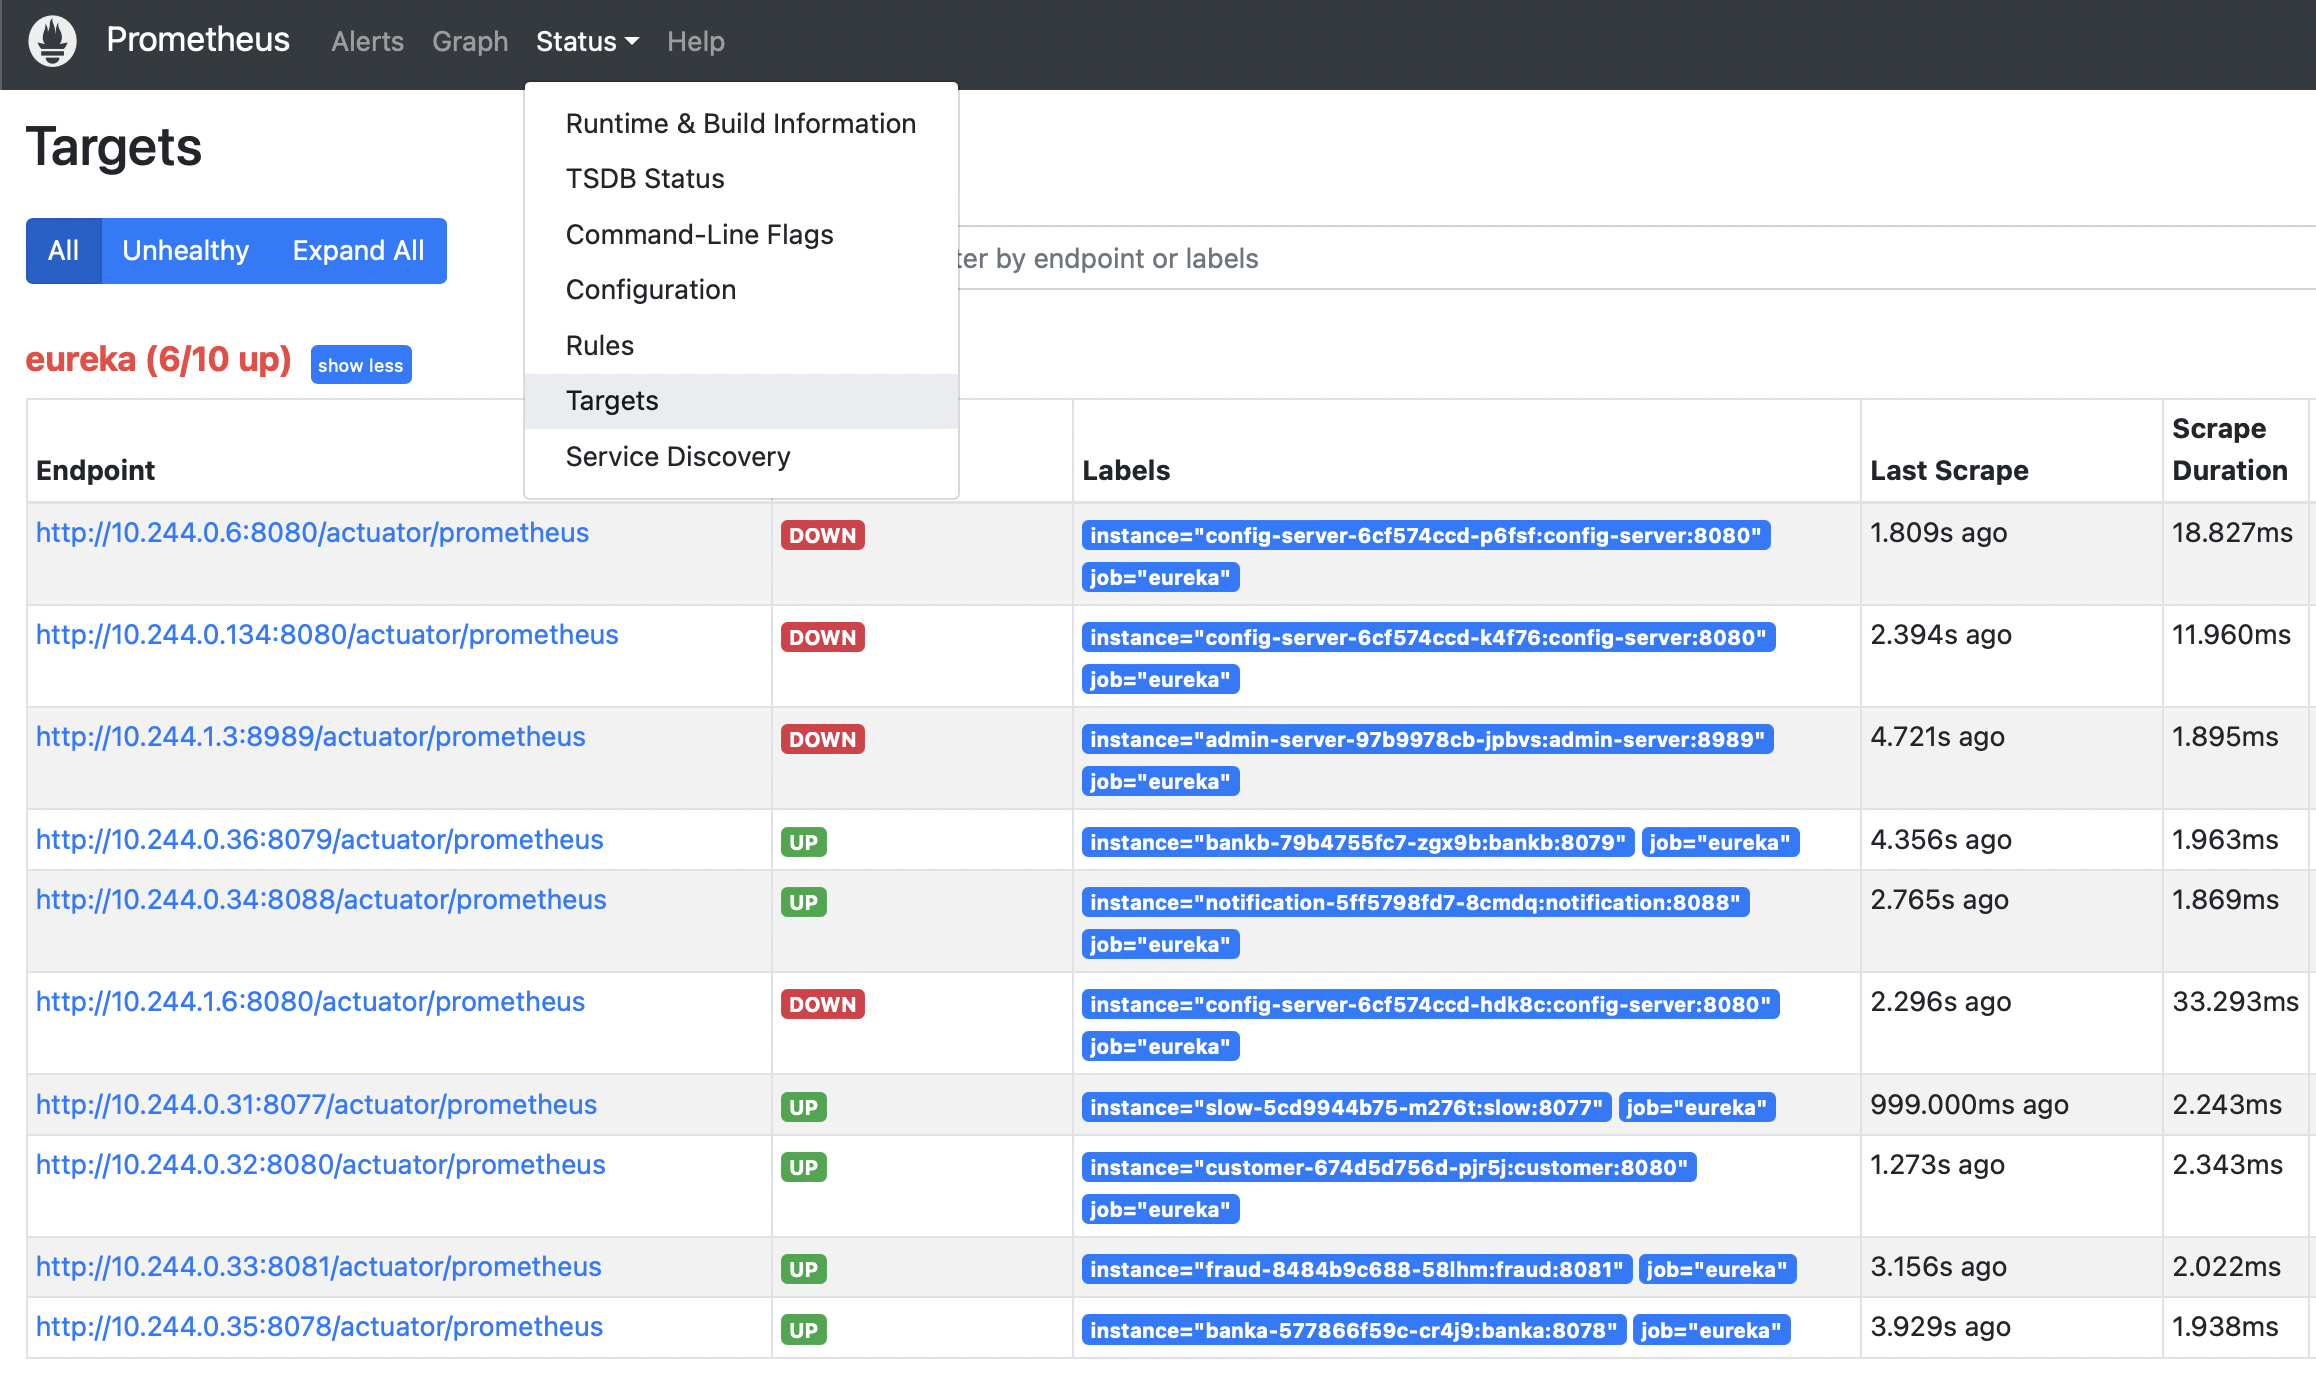 Prometheus Alerts Graph Status Help
Runtime & Build Information
TSDB Status
Command-Line Flags
Configuration
Rules
Targets
Service Discovery
Targets
All Unhealthy Expand All
ter by endpoint or labels
eureka (6/10 up) show less
Endpoint Labels Last Scrape Scrape Duration
http://10.244.0.6:8080/actuator/prometheus DOWN instance="config-server-6cf574ccd-p6fsf:config-server:8080" 1.809s ago 18.827ms
job="eureka"
http://10.244.0.134:8080/actuator/prometheus DOWN instance="config-server-6cf574ccd-k4f76:config-server:8080" 2.394s ago 11.960ms
job="eureka"
http://10.244.1.3:8989/actuator/prometheus DOWN instance="admin-server-97b9978cb-jpbvs:admin-server:8989" 4.721s ago 1.895ms
job="eureka"
http://10.244.0.36:8079/actuator/prometheus UP instance="bankb-79b4755fc7-zgx9b:bankb:8079" job="eureka" 4.356s ago 1.963ms
http://10.244.0.34:8088/actuator/prometheus UP instance="notification-5ff5798fd7-8cmdq:notification:8088" 2.765s ago 1.869ms
job="eureka"
http://10.244.1.6:8080/actuator/prometheus DOWN instance="config-server-6cf574ccd-hdk8c:config-server:8080" 2.296s ago 33.293ms
job="eureka"
http://10.244.0.31:8077/actuator/prometheus UP instance="slow-5cd9944b75-m276t:slow:8077" job="eureka" 999.000ms ago 2.243ms
http://10.244.0.32:8080/actuator/prometheus UP instance="customer-674d5d756d-pjr5j:customer:8080" 1.273s ago 2.343ms
job="eureka"
http://10.244.0.33:8081/actuator/prometheus UP instance="fraud-8484b9c688-58lhm:fraud:8081" job="eureka" 3.156s ago 2.022ms
http://10.244.0.35:8078/actuator/prometheus UP instance="banka-577866f59c-cr4j9:banka:8078" job="eureka" 3.929s ago 1.938ms